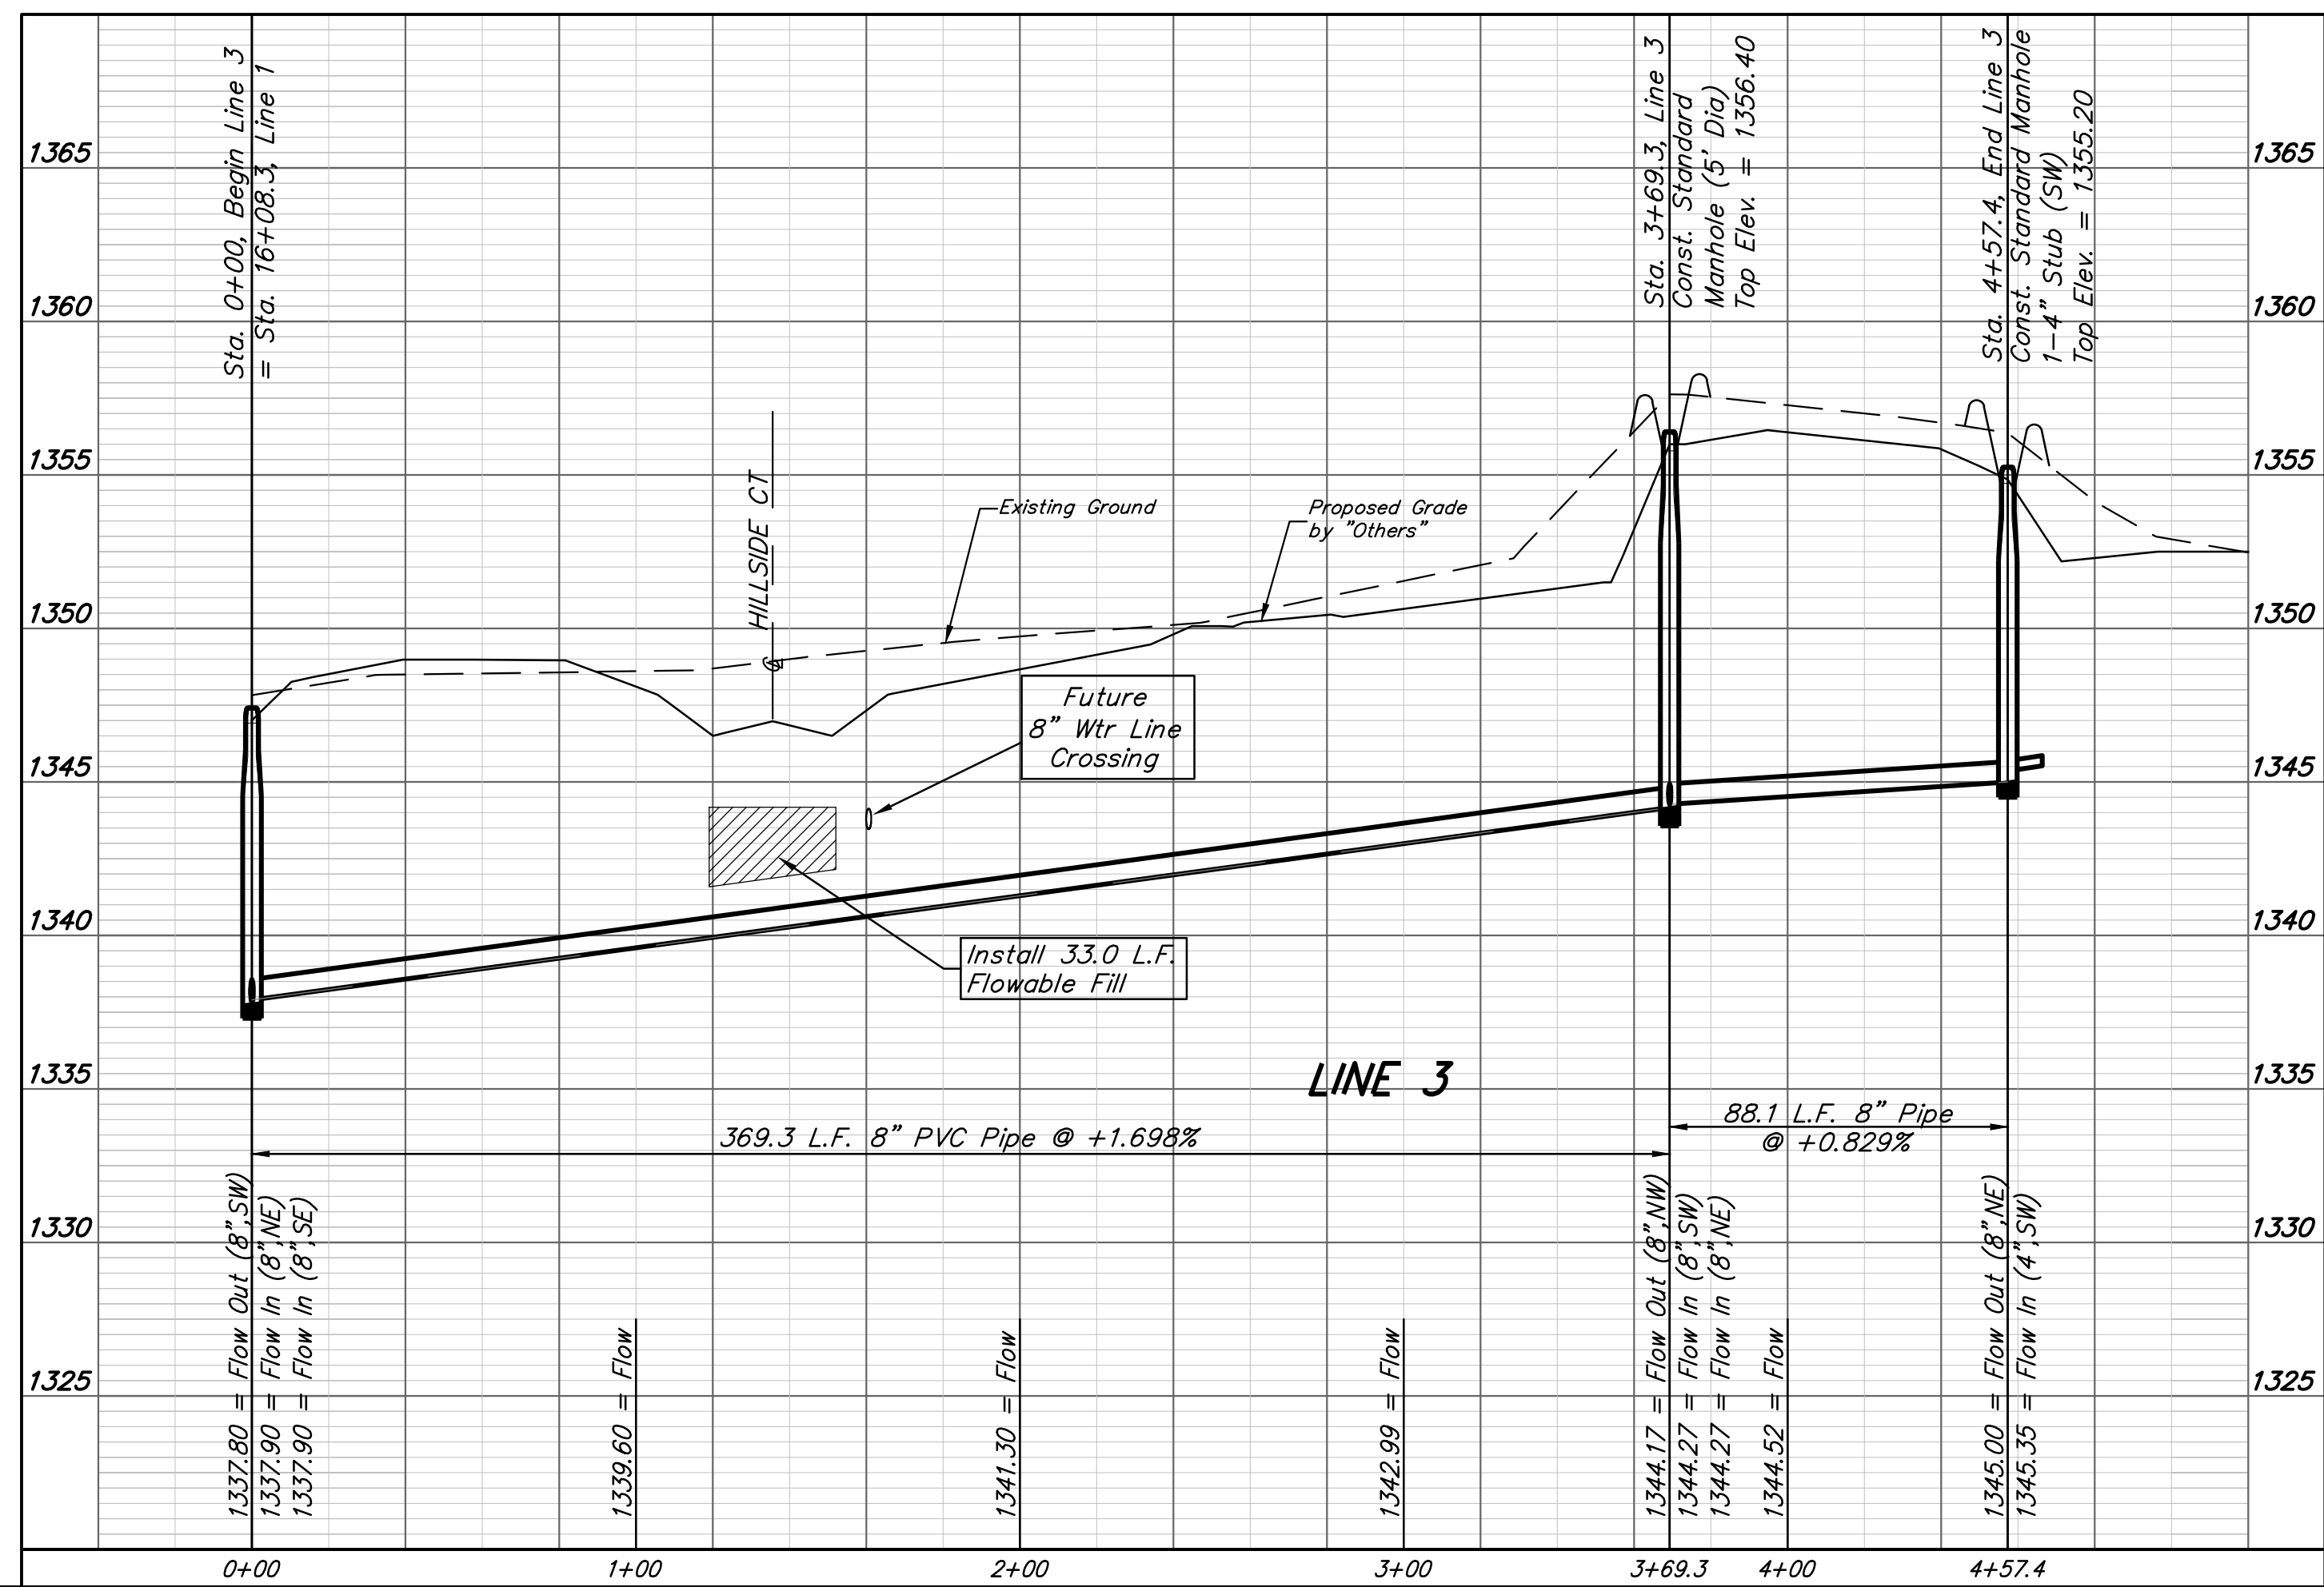 Sta. 0+00, Begin Line 3
= Sta. 16+08.3, Line 1
Sta. 3+69.3, Line 3
Const. Standard
Manhole (5' Dia)
Top Elev. = 1356.40
Sta. 4+57.4, End Line 3
Const. Standard Manhole
1-4" Stub (SW)
Top Elev. = 1355.20
1365
1365
1360
1360
1355
1355
HILLSIDE CT
Existing Ground
Proposed Grade
by "Others"
1350
1350
Future
8" Wtr Line
Crossing
1345
1345
1340
1340
Install 33.0 L.F.
Flowable Fill
LINE 3
1335
1335
369.3 L.F. 8" PVC Pipe @ +1.698%
88.1 L.F. 8" Pipe
@ +0.829%
1330
1330
1325
1325
1337.80 = Flow Out (8",SW)
1337.90 = Flow In (8",NE)
1337.90 = Flow In (8",SE)
1339.60 = Flow
1341.30 = Flow
1342.99 = Flow
1344.17 = Flow Out (8",NW)
1344.27 = Flow In (8",SW)
1344.27 = Flow In (8",NE)
1344.52 = Flow
1345.00 = Flow Out (8",NE)
1345.35 = Flow In (4",SW)
0+00
1+00
2+00
3+00
3+69.3
4+00
4+57.4